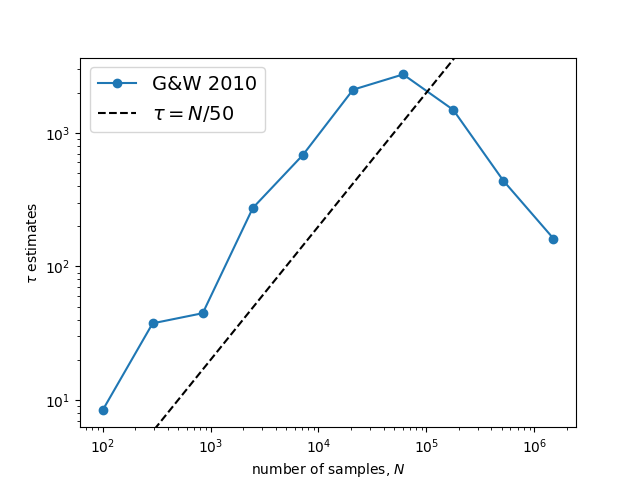 G&W 2010
τ = N/50
10³
10²
10¹
τ estimates
10² 10³ 10⁴ 10⁵ 10⁶
number of samples, N